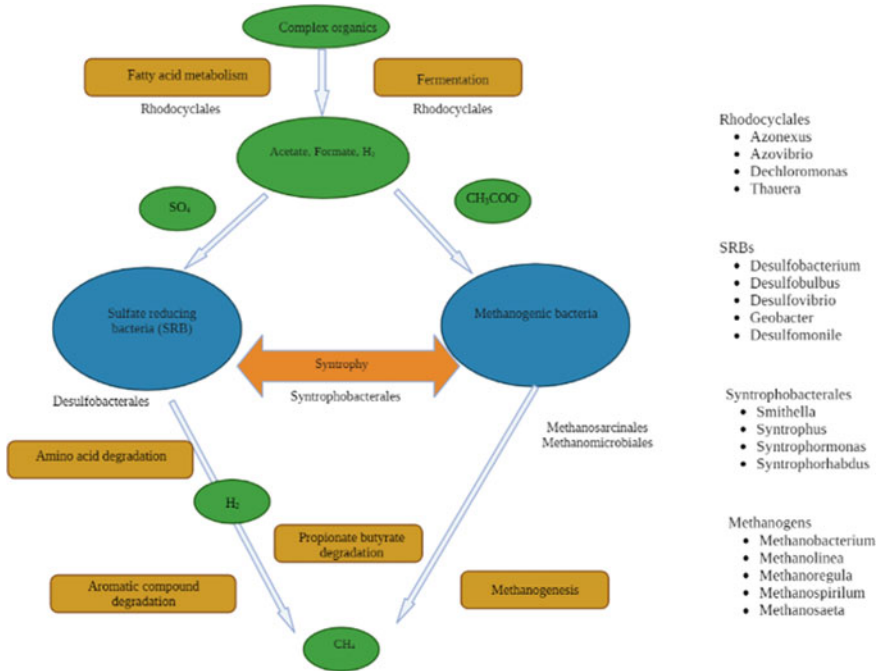 Complex organics
Fatty acid metabolism
Fermentation
Rhodocyclales
Rhodocyclales
Acetate, Formate, H₂
SO₄
CH₃COO⁻
Sulfate reducing
bacteria (SRB)
Methanogenic bacteria
Syntrophy
Syntrophobacterales
Desulfobacterales
Methanosarcinales
Methanomicrobiales
Amino acid degradation
H₂
Propionate butyrate
degradation
Aromatic compound
degradation
Methanogenesis
CH₄
Rhodocyclales
• Azonexus
• Azovibrio
• Dechloromonas
• Thauera
SRBs
• Desulfobacterium
• Desulfobulbus
• Desulfovibrio
• Geobacter
• Desulfomonile
Syntrophobacterales
• Smithella
• Syntrophus
• Syntrophormonas
• Syntrophorhabdus
Methanogens
• Methanobacterium
• Methanolinea
• Methanoregula
• Methanospirilum
• Methanosaeta